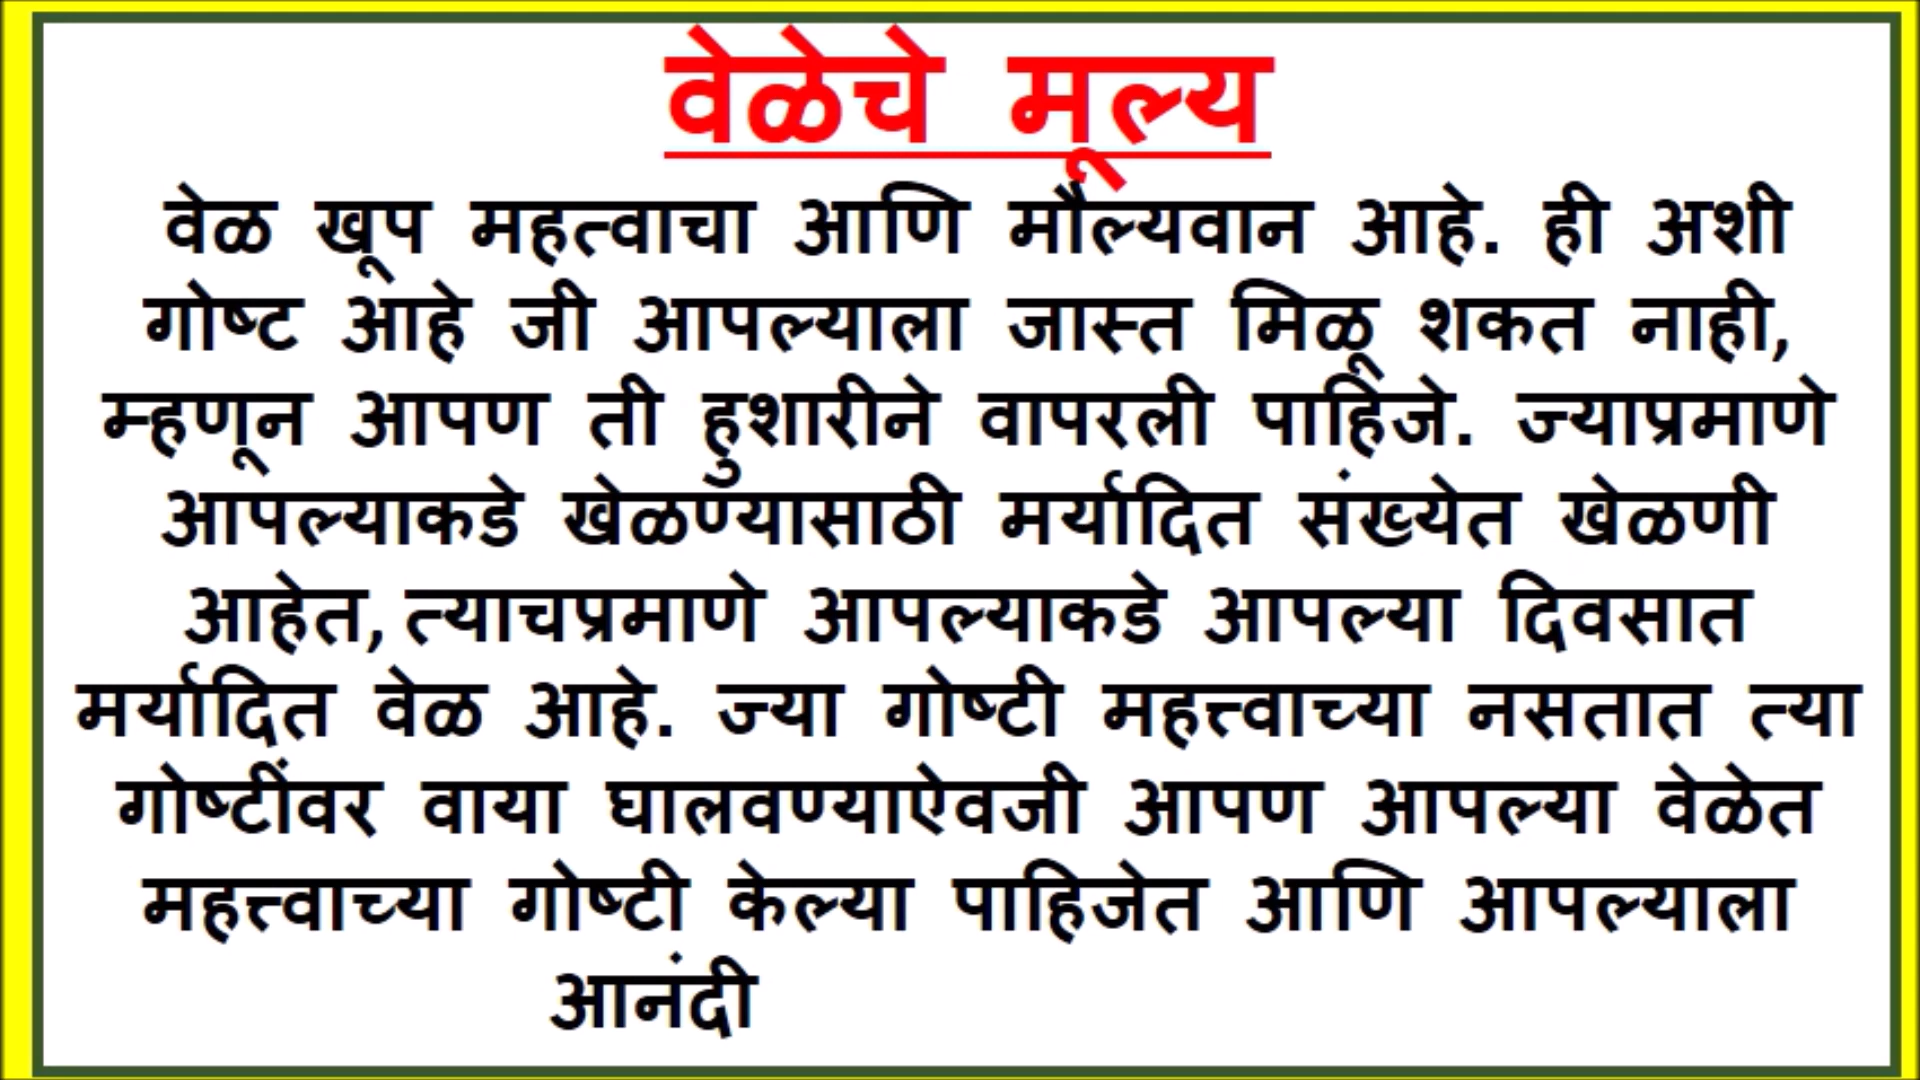 वेळेचे मूल्य
वेळ खूप महत्वाचा आणि मौल्यवान आहे. ही अशी
गोष्ट आहे जी आपल्याला जास्त मिळू शकत नाही,
म्हणून आपण ती हुशारीने वापरली पाहिजे. ज्याप्रमाणे
आपल्याकडे खेळण्यासाठी मर्यादित संख्येत खेळणी
आहेत, त्याचप्रमाणे आपल्याकडे आपल्या दिवसात
मर्यादित वेळ आहे. ज्या गोष्टी महत्त्वाच्या नसतात त्या
गोष्टींवर वाया घालवण्याऐवजी आपण आपल्या वेळेत
महत्त्वाच्या गोष्टी केल्या पाहिजेत आणि आपल्याला
आनंदी